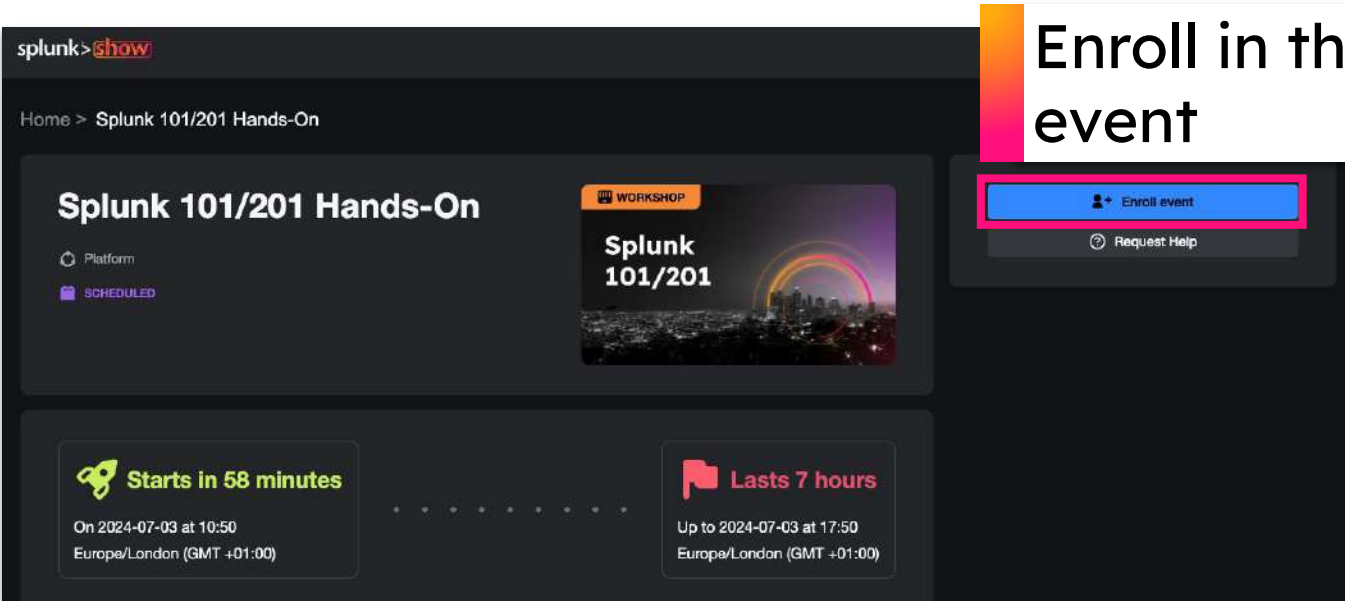 splunk>show
Enroll in th
event
Home > Splunk 101/201 Hands-On
Splunk 101/201 Hands-On
Platform
SCHEDULED
WORKSHOP
Splunk
101/201
Enroll event
Request Help
Starts in 58 minutes
On 2024-07-03 at 10:50
Europe/London (GMT +01:00)
Lasts 7 hours
Up to 2024-07-03 at 17:50
Europe/London (GMT +01:00)